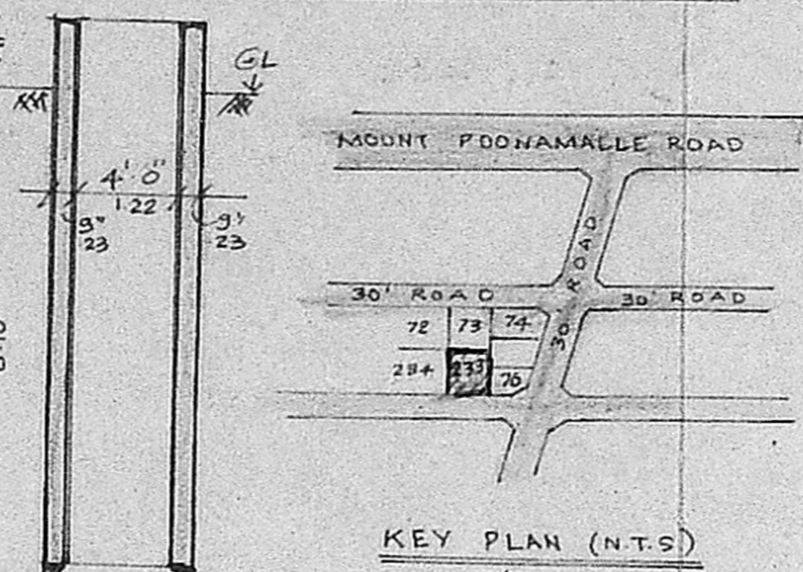 GL
4'-0"
1.22
9"
23
9"
23
MOUNT POONAMALLE ROAD
30' ROAD
30' ROAD
30' ROAD
72 73 74
234 233 76
KEY PLAN (N.T.S)